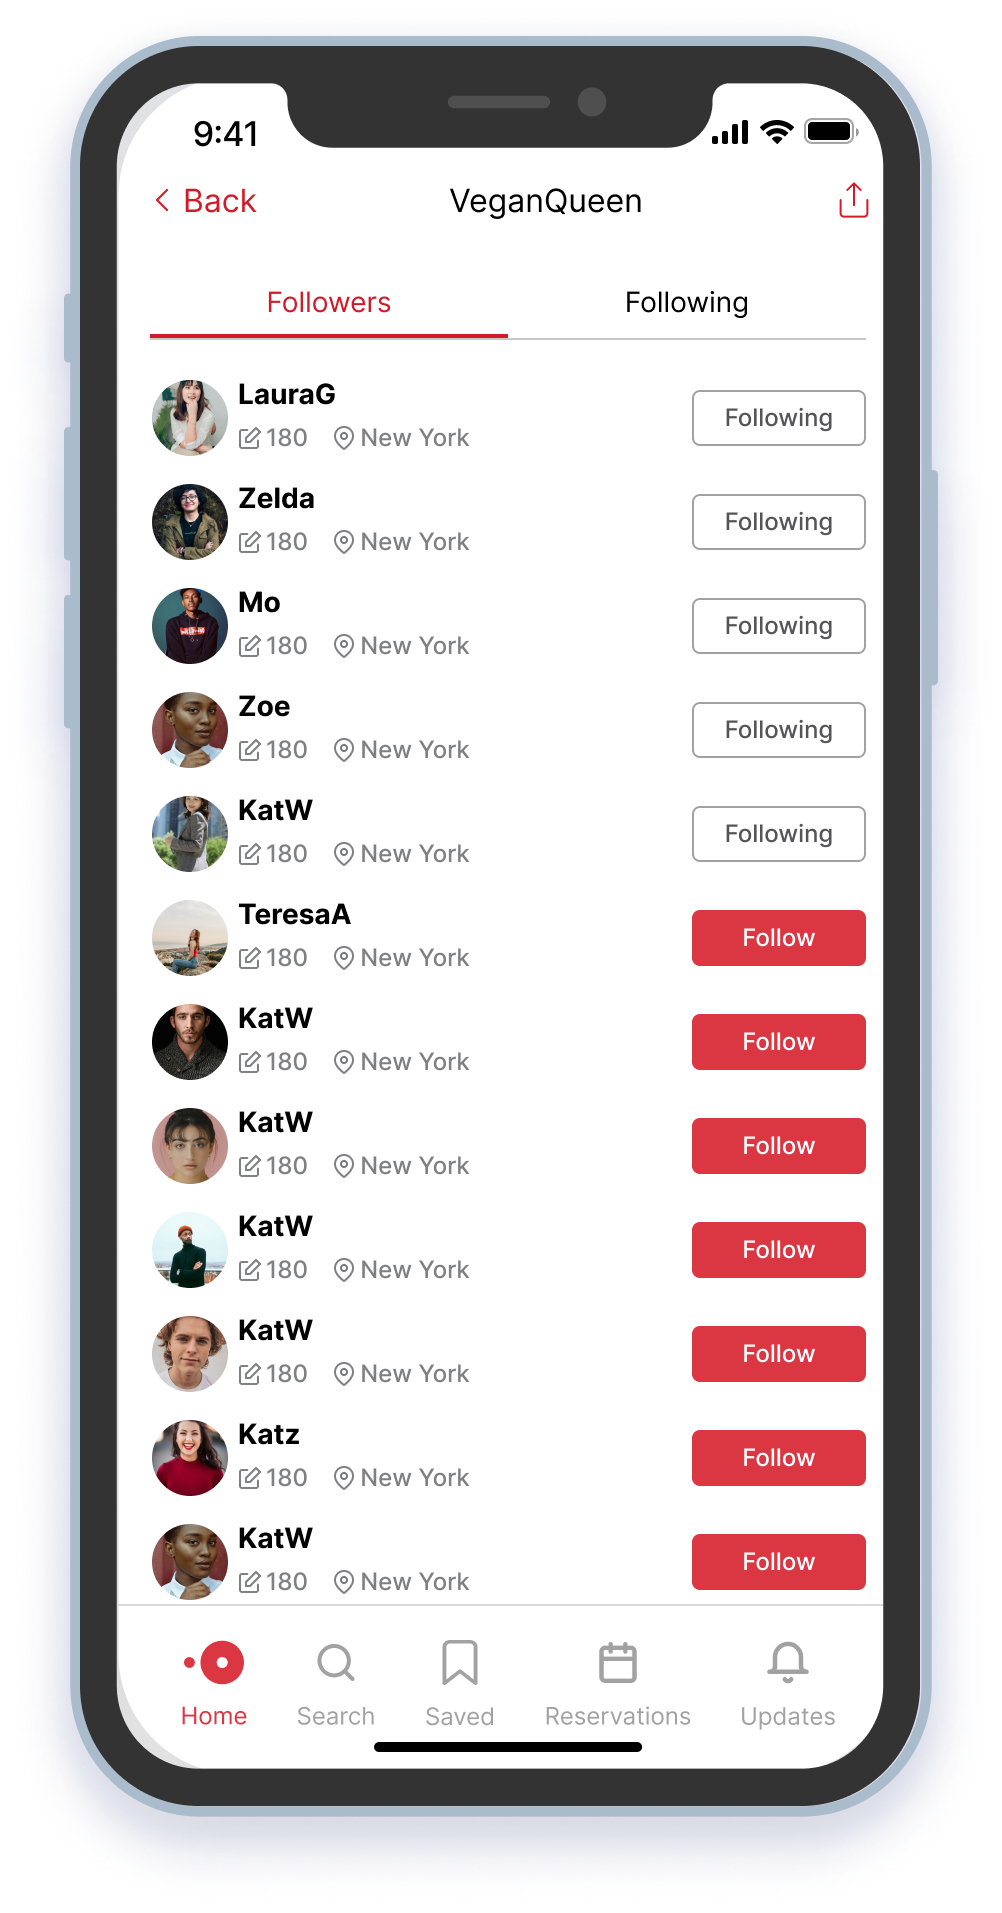 9:41
Back VeganQueen
Followers Following
LauraG
180 New York
Following
Zelda
180 New York
Following
Mo
180 New York
Following
Zoe
180 New York
Following
KatW
180 New York
Following
TeresaA
180 New York
Follow
KatW
180 New York
Follow
KatW
180 New York
Follow
KatW
180 New York
Follow
KatW
180 New York
Follow
Katz
180 New York
Follow
KatW
180 New York
Follow
Home Search Saved Reservations Updates